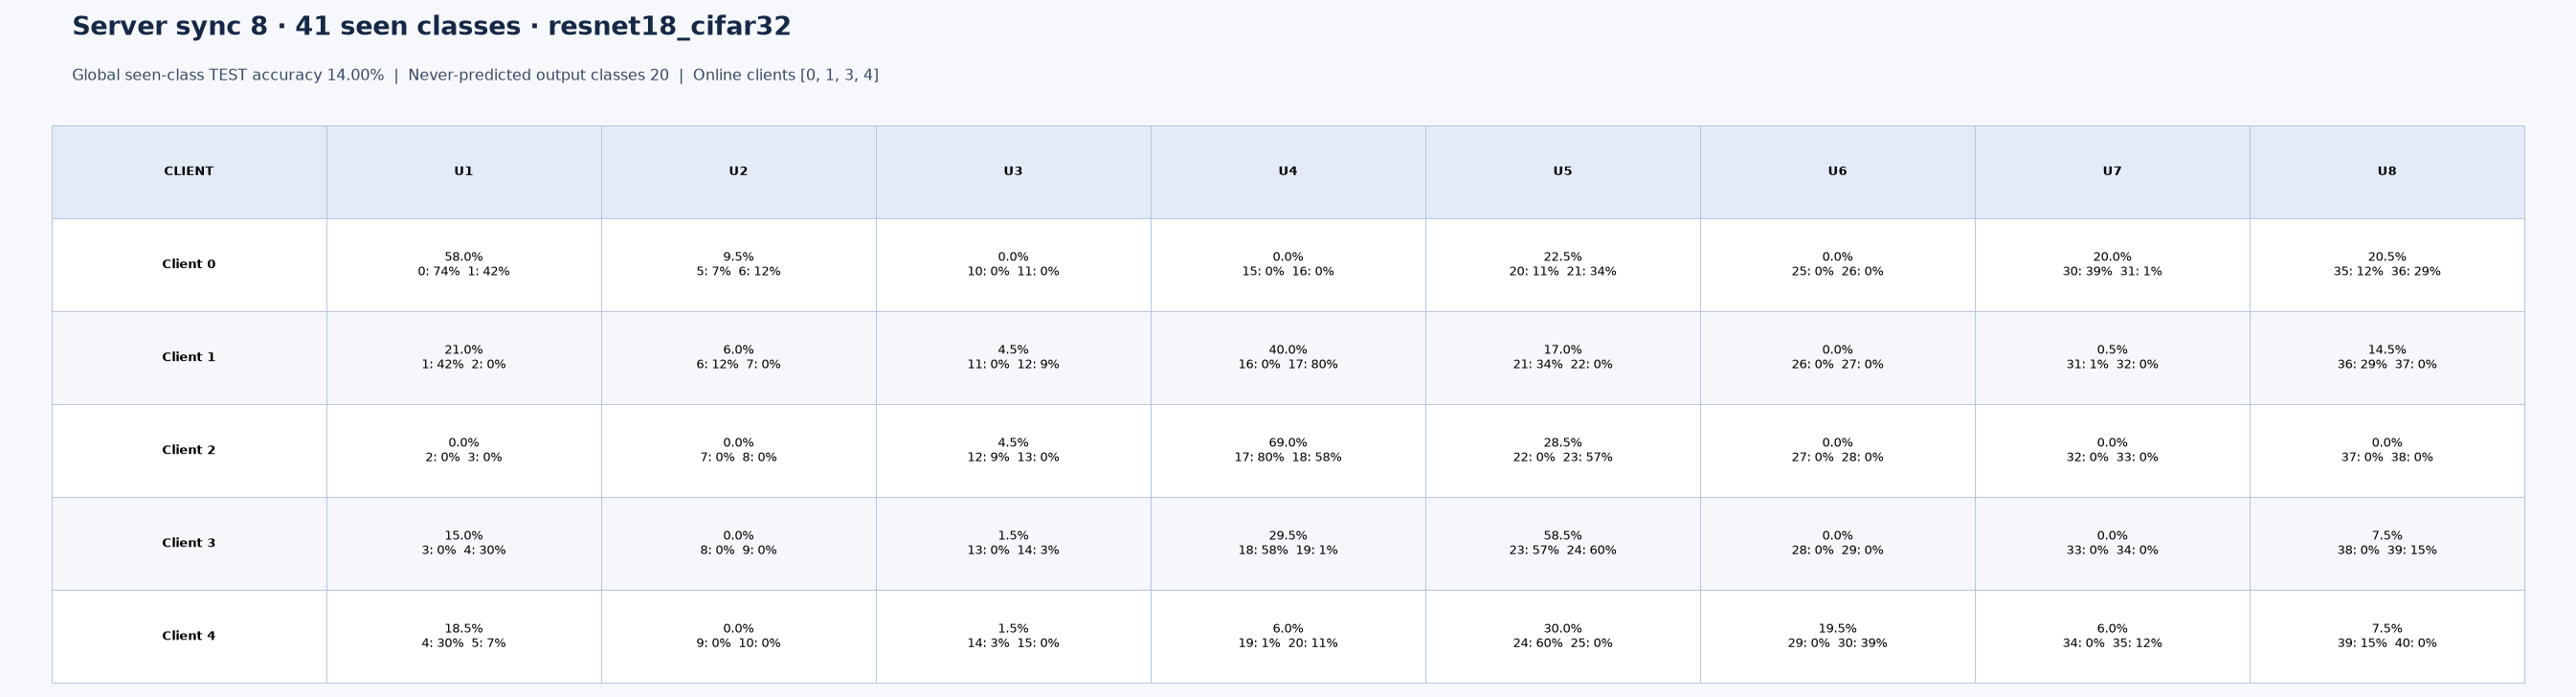 Server sync 8 · 41 seen classes · resnet18_cifar32
Global seen-class TEST accuracy 14.00% | Never-predicted output classes 20 | Online clients [0, 1, 3, 4]
CLIENT U1 U2 U3 U4 U5 U6 U7 U8
58.0% 9.5% 0.0% 0.0% 22.5% 0.0% 20.0% 20.5%
Client 0
0: 74% 1: 42% 5: 7% 6: 12% 10: 0% 11: 0% 15: 0% 16: 0% 20: 11% 21: 34% 25: 0% 26: 0% 30: 39% 31: 1% 35: 12% 36: 29%
21.0% 6.0% 4.5% 40.0% 17.0% 0.0% 0.5% 14.5%
Client 1
1: 42% 2: 0% 6: 12% 7: 0% 11: 0% 12: 9% 16: 0% 17: 80% 21: 34% 22: 0% 26: 0% 27: 0% 31: 1% 32: 0% 36: 29% 37: 0%
0.0% 0.0% 4.5% 69.0% 28.5% 0.0% 0.0% 0.0%
Client 2
2: 0% 3: 0% 7: 0% 8: 0% 12: 9% 13: 0% 17: 80% 18: 58% 22: 0% 23: 57% 27: 0% 28: 0% 32: 0% 33: 0% 37: 0% 38: 0%
15.0% 0.0% 1.5% 29.5% 58.5% 0.0% 0.0% 7.5%
Client 3
3: 0% 4: 30% 8: 0% 9: 0% 13: 0% 14: 3% 18: 58% 19: 1% 23: 57% 24: 60% 28: 0% 29: 0% 33: 0% 34: 0% 38: 0% 39: 15%
18.5% 0.0% 1.5% 6.0% 30.0% 19.5% 6.0% 7.5%
Client 4
4: 30% 5: 7% 9: 0% 10: 0% 14: 3% 15: 0% 19: 1% 20: 11% 24: 60% 25: 0% 29: 0% 30: 39% 34: 0% 35: 12% 39: 15% 40: 0%